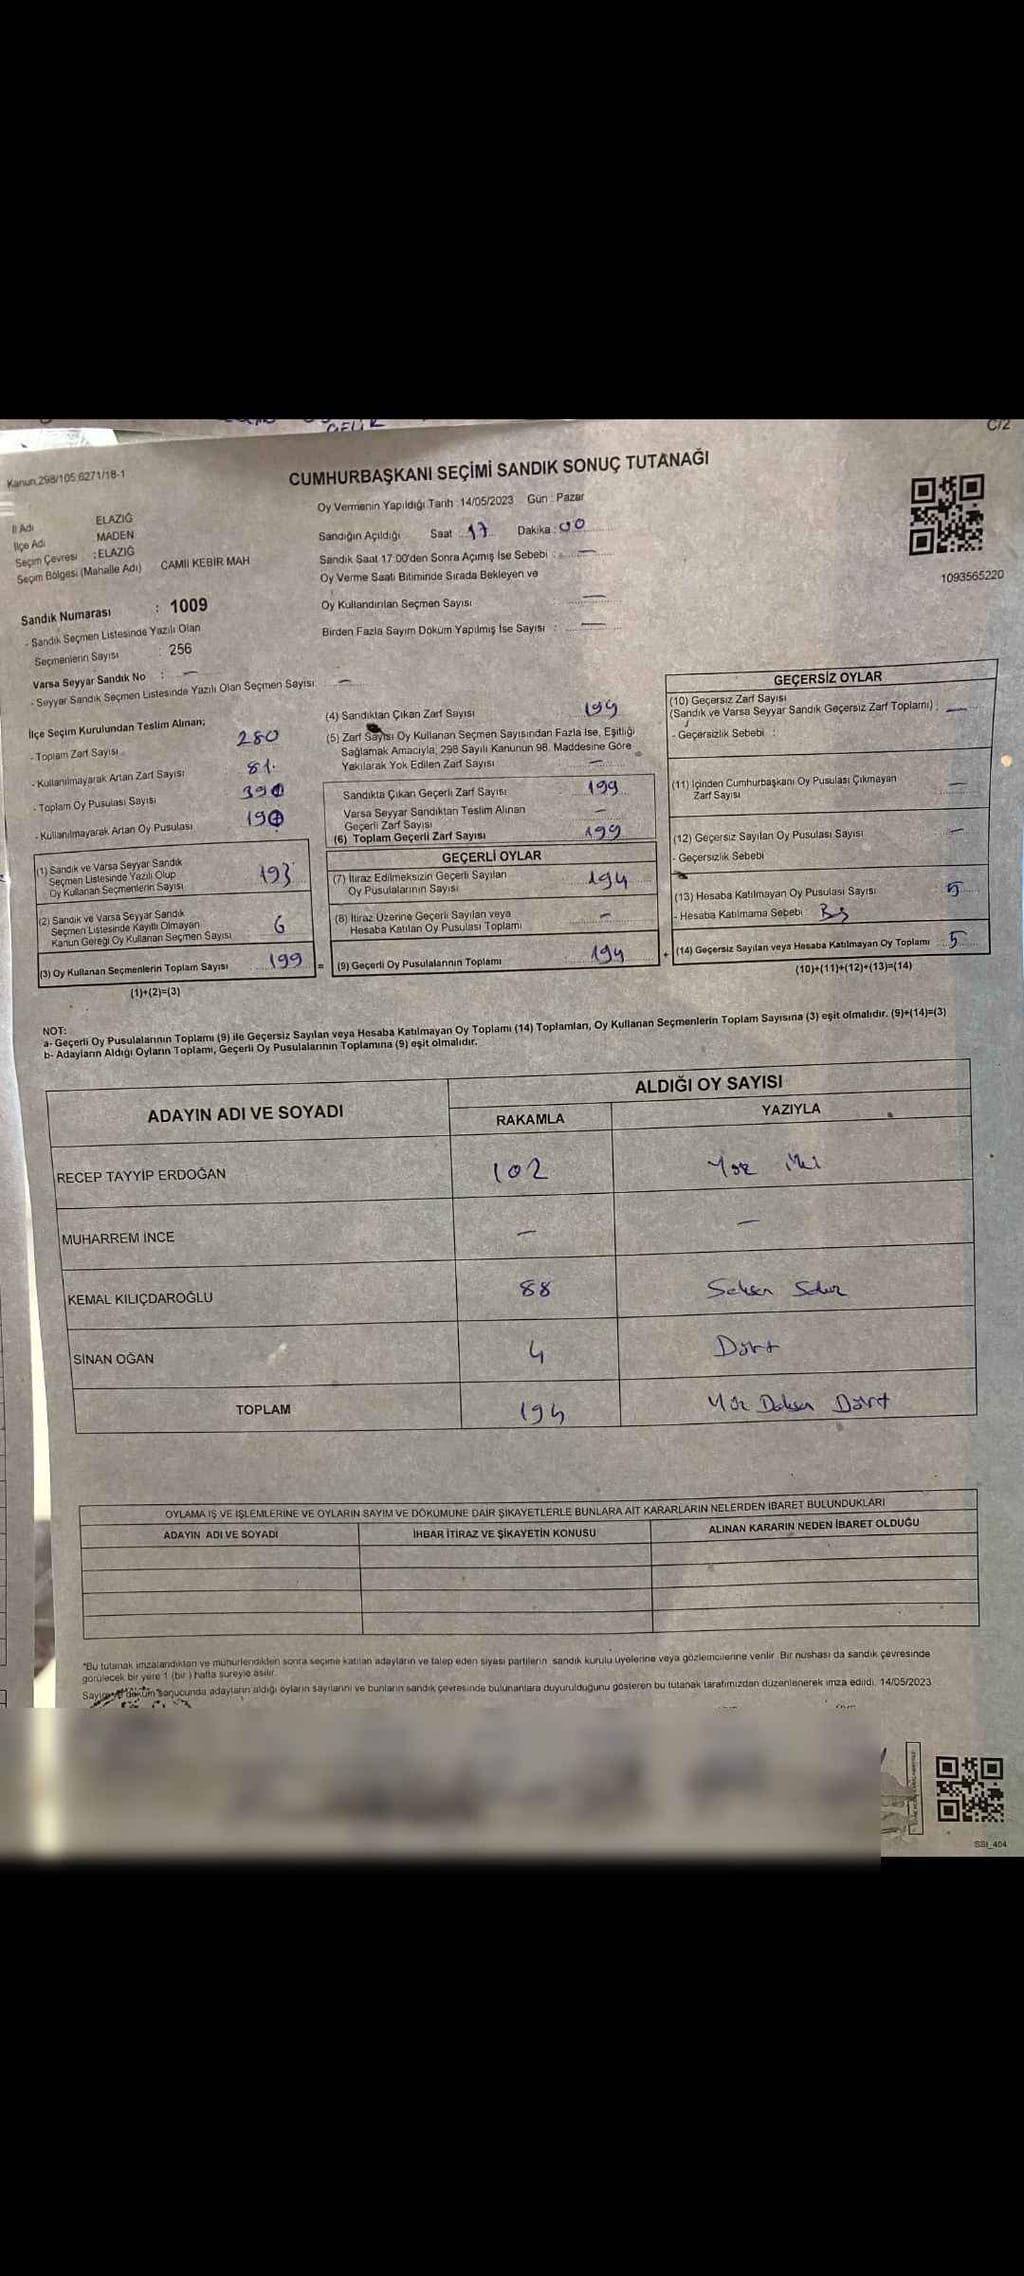 ÇELİK
C/2
Kanun,298/105:6271/18-1
CUMHURBAŞKANI SEÇİMİ SANDIK SONUÇ TUTANAĞI
İl Adı ELAZIĞ
İlçe Adı MADEN
Seçim Çevresi : ELAZIĞ
Seçim Bölgesi (Mahalle Adı) CAMİİ KEBİR MAH
Sandık Numarası : 1009
- Sandık Seçmen Listesinde Yazılı Olan
Seçmenlerin Sayısı : 256
Varsa Seyyar Sandık No : —
- Seyyar Sandık Seçmen Listesinde Yazılı Olan Seçmen Sayısı: —
Oy Vermenin Yapıldığı Tarih : 14/05/2023 Gün : Pazar
Sandığın Açıldığı Saat : 17 Dakika : 00
Sandık Saat 17:00'den Sonra Açımış İse Sebebi : —
Oy Verme Saati Bitiminde Sırada Bekleyen ve
Oy Kullandırılan Seçmen Sayısı : —
Birden Fazla Sayım Döküm Yapılmış İse Sayısı : —
1093565220
İlçe Seçim Kurulundan Teslim Alınan;
- Toplam Zarf Sayısı 280
- Kullanılmayarak Artan Zarf Sayısı 81
- Toplam Oy Pusulası Sayısı
- Kullanılmayarak Artan Oy Pusulası
(1) Sandık ve Varsa Seyyar Sandık
Seçmen Listesinde Yazılı Olup
Oy Kullanan Seçmenlerin Sayısı 193
(2) Sandık ve Varsa Seyyar Sandık
Seçmen Listesinde Kayıtlı Olmayan
Kanun Gereği Oy Kullanan Seçmen Sayısı 6
(3) Oy Kullanan Seçmenlerin Toplam Sayısı 199 =
(1)+(2)=(3)
(4) Sandıktan Çıkan Zarf Sayısı 199
(5) Zarf Sayısı Oy Kullanan Seçmen Sayısından Fazla İse, Eşitliği
Sağlamak Amacıyla, 298 Sayılı Kanunun 98. Maddesine Göre
Yakılarak Yok Edilen Zarf Sayısı —
Sandıkta Çıkan Geçerli Zarf Sayısı 199
Varsa Seyyar Sandıktan Teslim Alınan
Geçerli Zarf Sayısı —
(6) Toplam Geçerli Zarf Sayısı 199
GEÇERLİ OYLAR
(7) İtiraz Edilmeksizin Geçerli Sayılan
Oy Pusulalarının Sayısı 194
(8) İtiraz Üzerine Geçerli Sayılan veya
Hesaba Katılan Oy Pusulası Toplamı —
(9) Geçerli Oy Pusulalarının Toplamı 194 +
GEÇERSİZ OYLAR
(10) Geçersiz Zarf Sayısı
(Sandık ve Varsa Seyyar Sandık Geçersiz Zarf Toplamı) : —
- Geçersizlik Sebebi :
(11) İçinden Cumhurbaşkanı Oy Pusulası Çıkmayan
Zarf Sayısı —
(12) Geçersiz Sayılan Oy Pusulası Sayısı —
- Geçersizlik Sebebi
(13) Hesaba Katılmayan Oy Pusulası Sayısı 5
- Hesaba Katılmama Sebebi
(14) Geçersiz Sayılan veya Hesaba Katılmayan Oy Toplamı 5
(10)+(11)+(12)+(13)=(14)
NOT:
a- Geçerli Oy Pusulalarının Toplamı (9) ile Geçersiz Sayılan veya Hesaba Katılmayan Oy Toplamı (14) Toplamları, Oy Kullanan Seçmenlerin Toplam Sayısına (3) eşit olmalıdır. (9)+(14)=(3)
b- Adayların Aldığı Oyların Toplamı, Geçerli Oy Pusulalarının Toplamına (9) eşit olmalıdır.
ADAYIN ADI VE SOYADI ALDIĞI OY SAYISI
RAKAMLA YAZIYLA
RECEP TAYYİP ERDOĞAN 102 Yüz iki
MUHARREM İNCE — —
KEMAL KILIÇDAROĞLU 88 Seksen Sekiz
SİNAN OĞAN 4 Dört
TOPLAM 194 Yüz Doksan Dört
OYLAMA İŞ VE İŞLEMLERİNE VE OYLARIN SAYIM VE DÖKÜMÜNE DAİR ŞİKAYETLERLE BUNLARA AİT KARARLARIN NELERDEN İBARET BULUNDUKLARI
ADAYIN ADI VE SOYADI İHBAR İTİRAZ VE ŞİKAYETİN KONUSU ALINAN KARARIN NEDEN İBARET OLDUĞU
*Bu tutanak imzalandıktan ve mühürlendikten sonra seçime katılan adayların ve talep eden siyasi partilerin sandık kurulu üyelerine veya gözlemcilerine verilir. Bir nüshası da sandık çevresinde
görülecek bir yere 1 (bir ) hafta süreyle asılır.
Sayım ve döküm sonucunda adayların aldığı oyların sayılarını ve bunların sandık çevresinde bulunanlara duyurulduğunu gösteren bu tutanak tarafımızdan düzenlenerek imza edildi. 14/05/2023
SSI_404